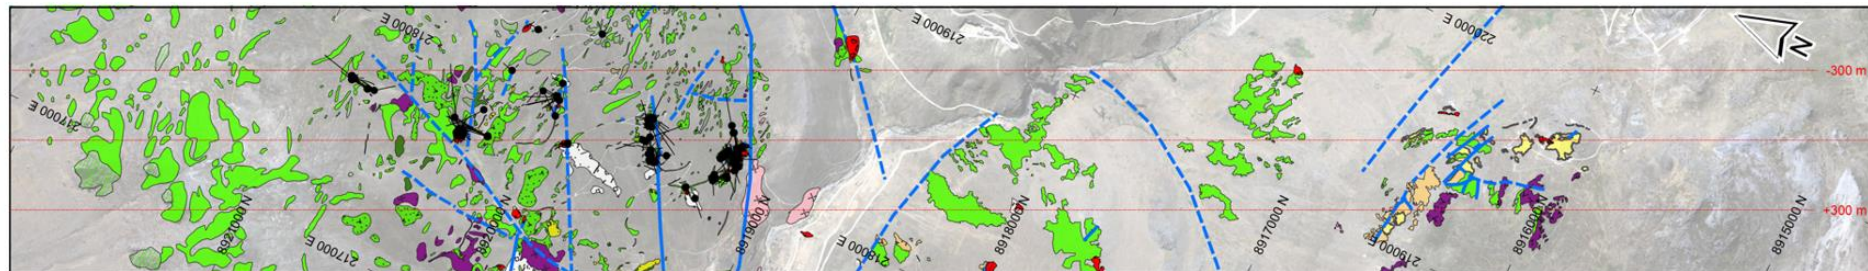 218000 E
219000 E
220000 E
N
-300 m
217000 E
+300 m
8921000 N
217000 E
8920000 N
8919000 N
218000 E
8918000 N
8917000 N
219000 E
8916000 N
8915000 N